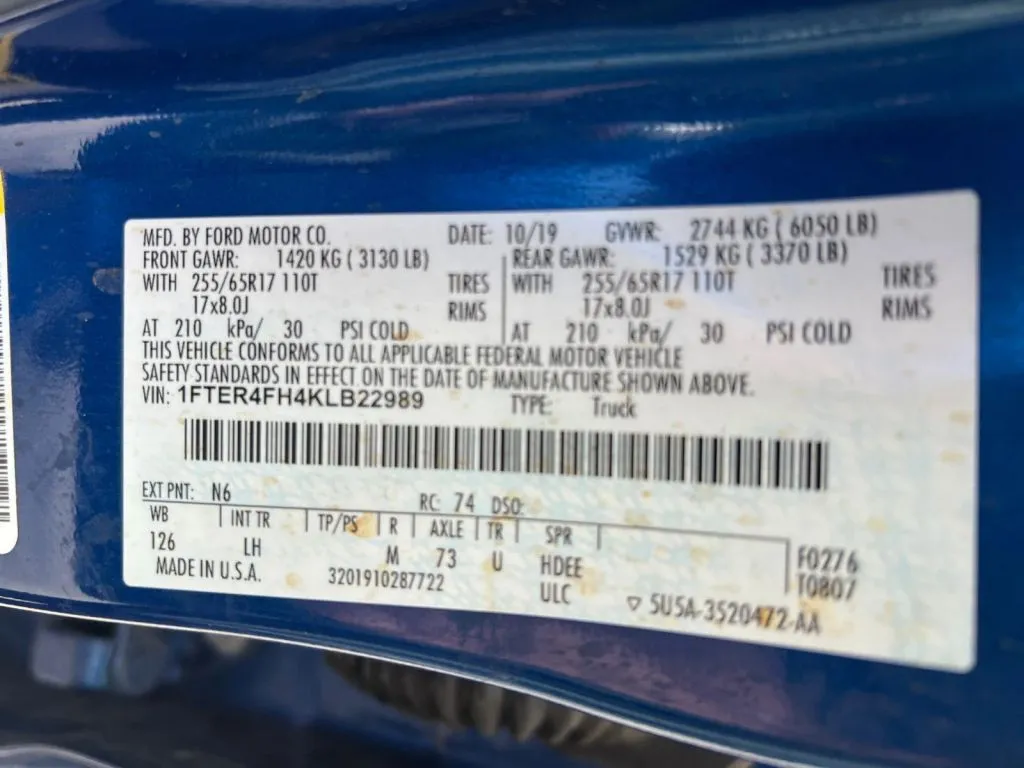 MFD. BY FORD MOTOR CO. DATE: 10/19 GVWR: 2744 KG ( 6050 LB)
FRONT GAWR: 1420 KG ( 3130 LB) REAR GAWR: 1529 KG ( 3370 LB)
WITH 255/65R17 110T TIRES WITH 255/65R17 110T TIRES
17x8.0J RIMS 17x8.0J RIMS
AT 210 kPa/ 30 PSI COLD AT 210 kPa/ 30 PSI COLD
THIS VEHICLE CONFORMS TO ALL APPLICABLE FEDERAL MOTOR VEHICLE
SAFETY STANDARDS IN EFFECT ON THE DATE OF MANUFACTURE SHOWN ABOVE.
VIN: 1FTER4FH4KLB22989 TYPE: Truck
EXT PNT: N6 RC: 74 DSO:
WB INT TR TP/PS R AXLE TR SPR
126 LH M 73 U HDEE F0276
MADE IN U.S.A. 3201910287722 ULC T0807
▽ 5U5A-3520472-AA